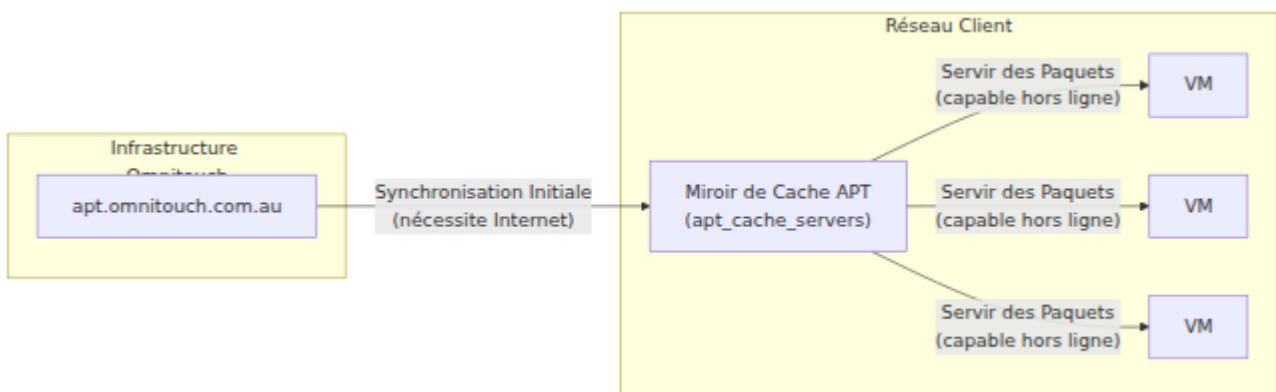 Réseau Client
Servir des Paquets
(capable hors ligne)
VM
Infrastructure
Omnitouch
apt.omnitouch.com.au
Synchronisation Initiale
(nécessite Internet)
Miroir de Cache APT
(apt_cache_servers)
Servir des Paquets
(capable hors ligne)
VM
Servir des Paquets
(capable hors ligne)
VM